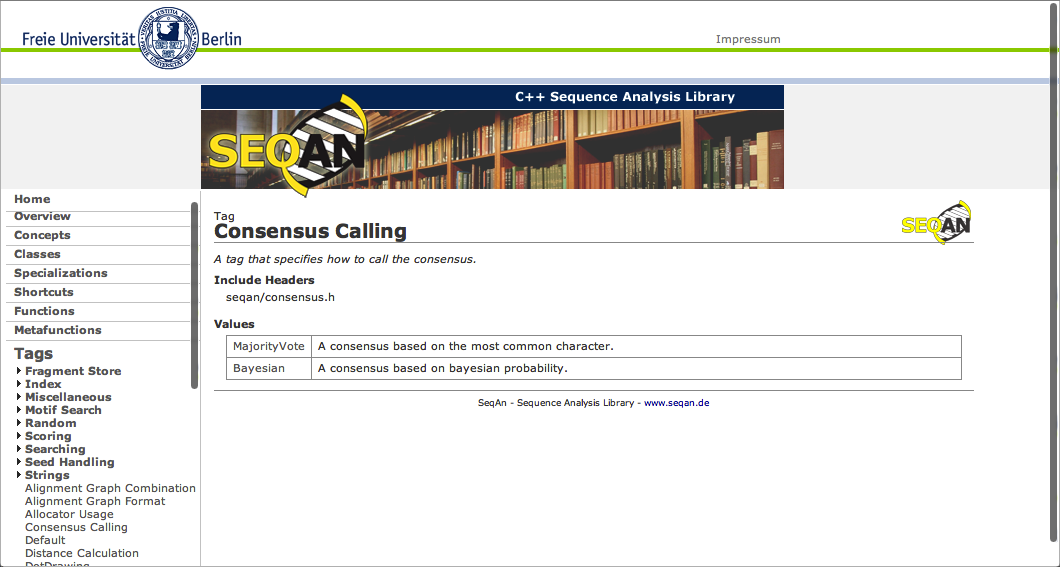 Freie Universität Berlin
Impressum
C++ Sequence Analysis Library
SEQAN
Home
Overview
Concepts
Classes
Specializations
Shortcuts
Functions
Metafunctions
Tags
Fragment Store
Index
Miscellaneous
Motif Search
Random
Scoring
Searching
Seed Handling
Strings
Alignment Graph Combination
Alignment Graph Format
Allocator Usage
Consensus Calling
Default
Distance Calculation
DotDrawing
Tag
Consensus Calling
SEQAN
A tag that specifies how to call the consensus.
Include Headers
seqan/consensus.h
Values
MajorityVote A consensus based on the most common character.
Bayesian A consensus based on bayesian probability.
SeqAn - Sequence Analysis Library - www.seqan.de